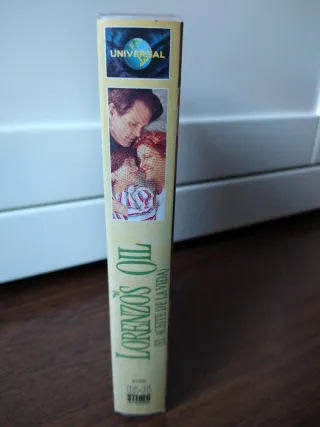 UNIVERSAL
LORENZO'S OIL
(EL ACEITE DE LA VIDA)
STEREO